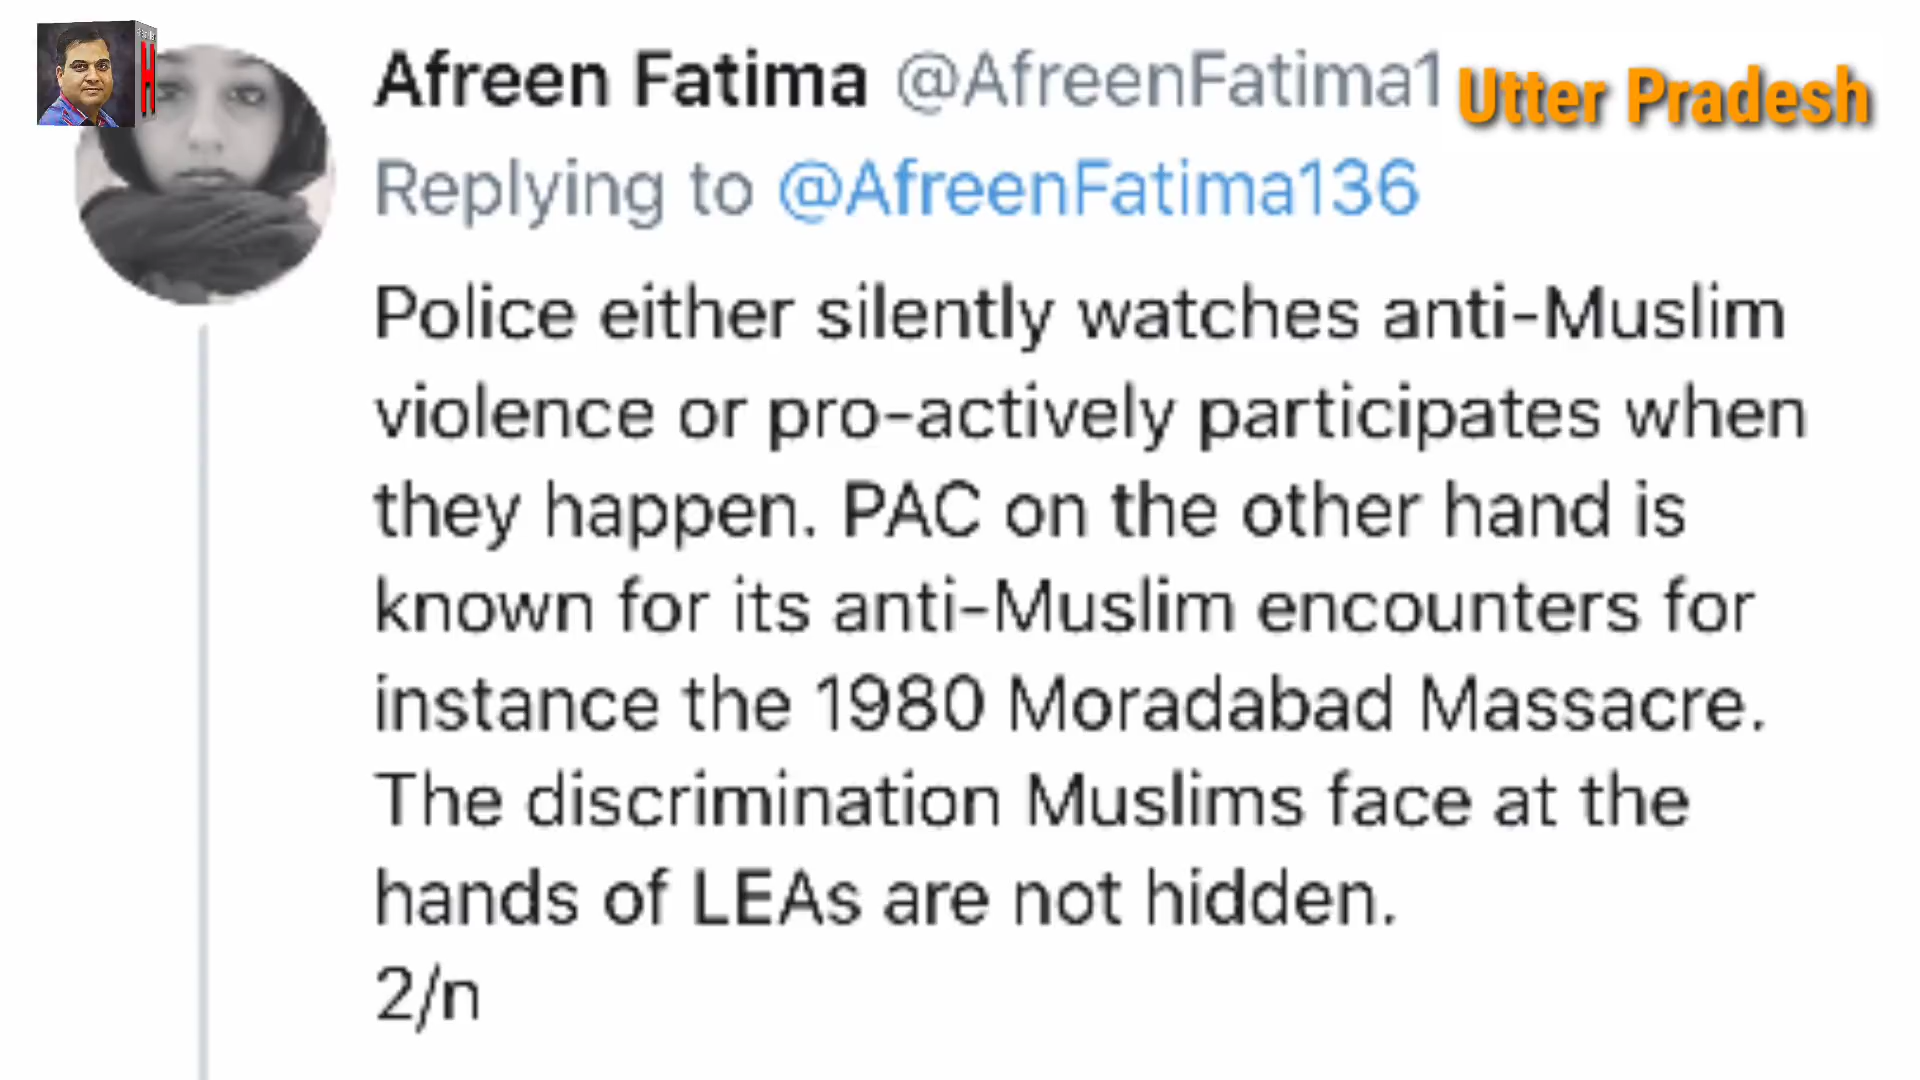 Afreen Fatima @AfreenFatima1
Utter Pradesh
Replying to @AfreenFatima136
Police either silently watches anti-Muslim
violence or pro-actively participates when
they happen. PAC on the other hand is
known for its anti-Muslim encounters for
instance the 1980 Moradabad Massacre.
The discrimination Muslims face at the
hands of LEAs are not hidden.
2/n
H